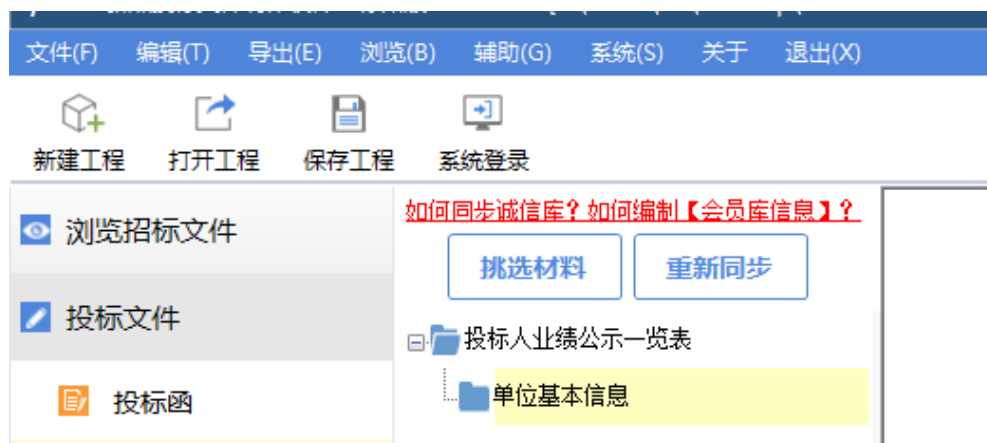 文件(F) 编辑(T) 导出(E) 浏览(B) 辅助(G) 系统(S) 关于 退出(X)
新建工程 打开工程 保存工程 系统登录
浏览招标文件
投标文件
投标函
如何同步诚信库？如何编制【会员库信息】？
挑选材料 重新同步
投标人业绩公示一览表
单位基本信息